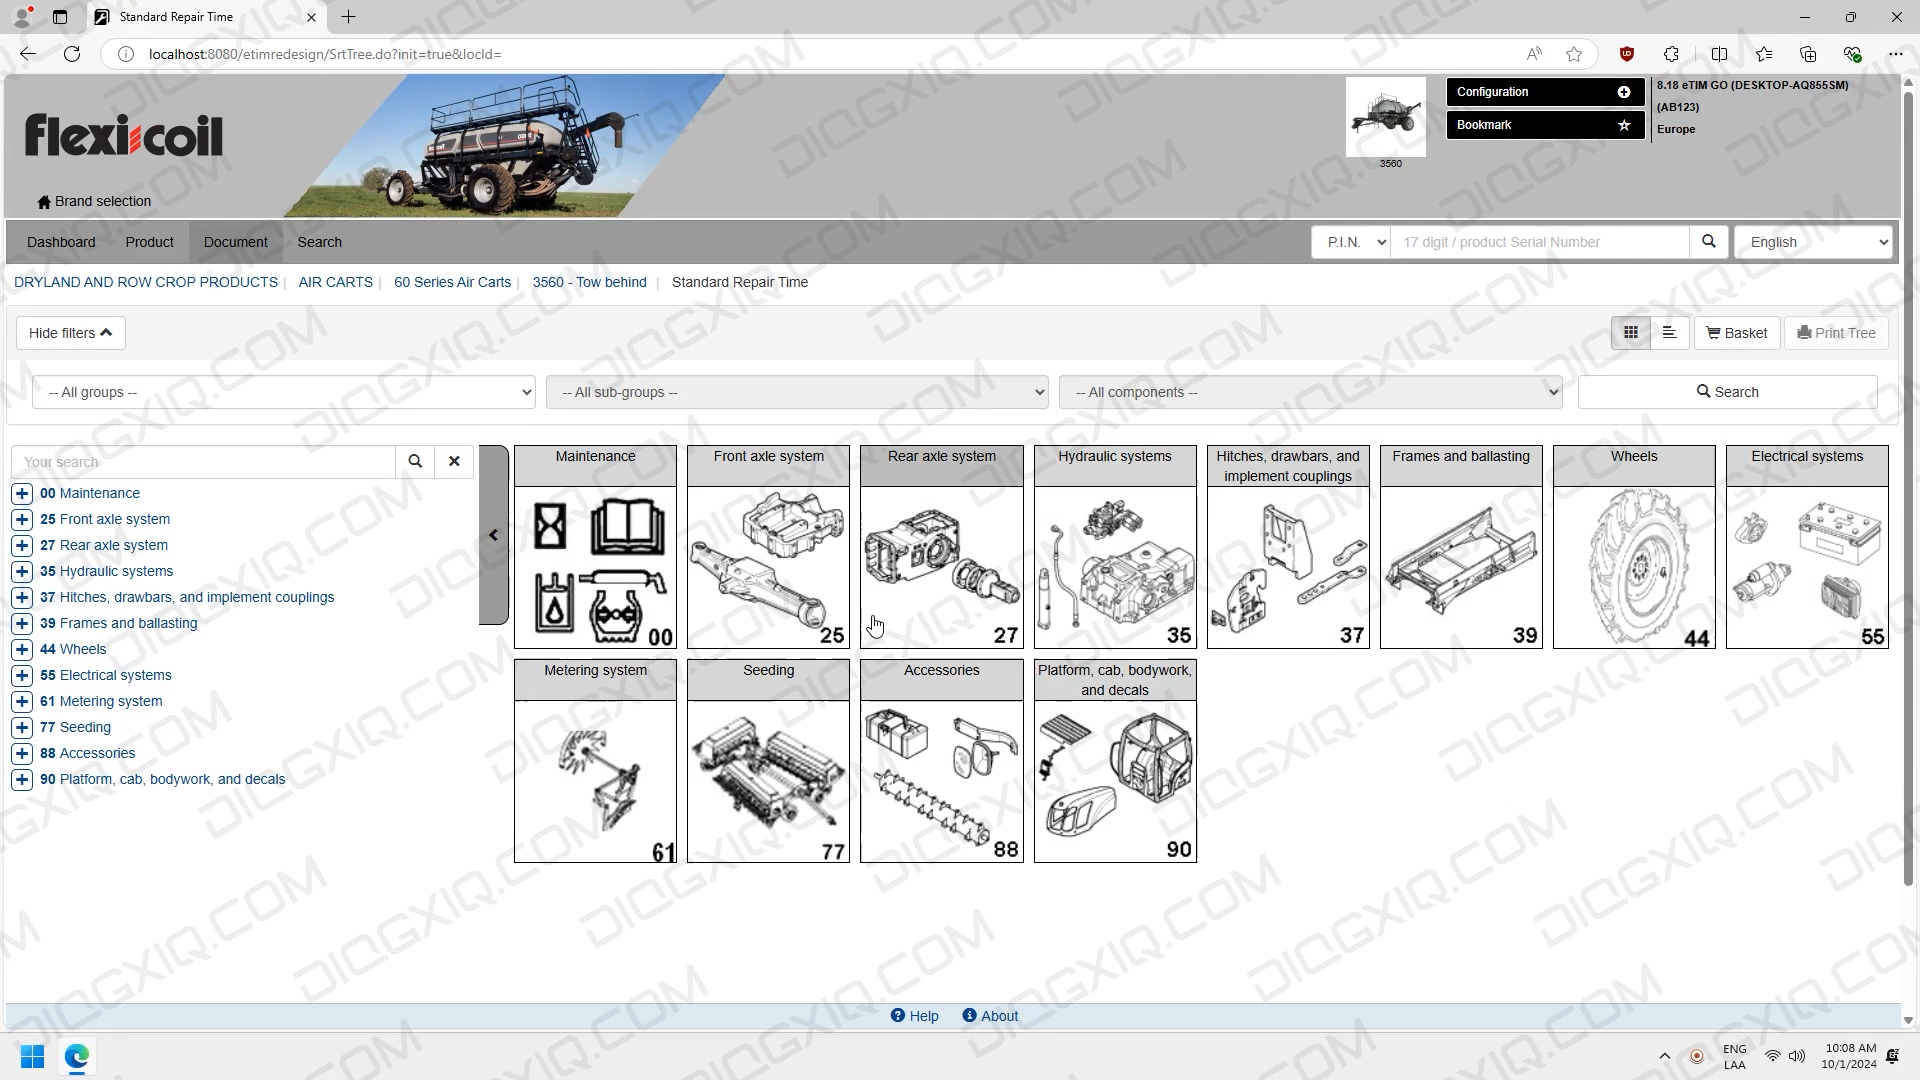 Standard Repair Time
localhost:8080/etimredesign/SrtTree.do?init=true&locId=
flexi-coil
Brand selection
3560
Configuration
Bookmark
8.18 eTIM GO (DESKTOP-AQ855SM)
(AB123)
Europe
Dashboard Product Document Search
P.I.N. 17 digit / product Serial Number English
DRYLAND AND ROW CROP PRODUCTS | AIR CARTS | 60 Series Air Carts | 3560 - Tow behind | Standard Repair Time
Hide filters
Basket Print Tree
-- All groups -- -- All sub-groups -- -- All components -- Search
Your search
00 Maintenance
25 Front axle system
27 Rear axle system
35 Hydraulic systems
37 Hitches, drawbars, and implement couplings
39 Frames and ballasting
44 Wheels
55 Electrical systems
61 Metering system
77 Seeding
88 Accessories
90 Platform, cab, bodywork, and decals
Maintenance
00
Front axle system
25
Rear axle system
27
Hydraulic systems
35
Hitches, drawbars, and
implement couplings
37
Frames and ballasting
39
Wheels
44
Electrical systems
55
Metering system
61
Seeding
77
Accessories
88
Platform, cab, bodywork,
and decals
90
Help About
ENG
LAA
10:08 AM
10/1/2024
DIAGXIQ.COM